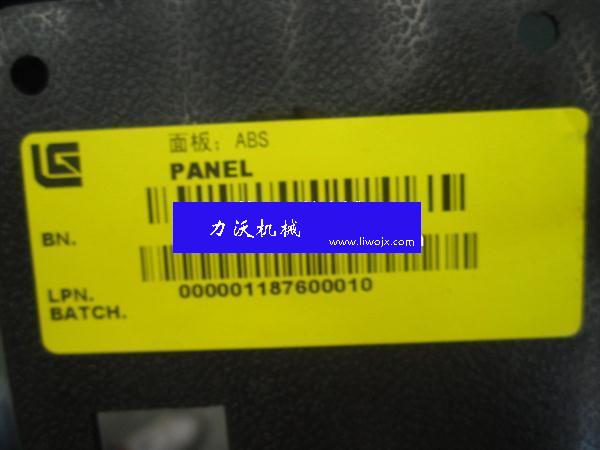 面板: ABS
PANEL
BN.
力沃机械
www.liwojx.com
LPN.
000001187600010
BATCH.